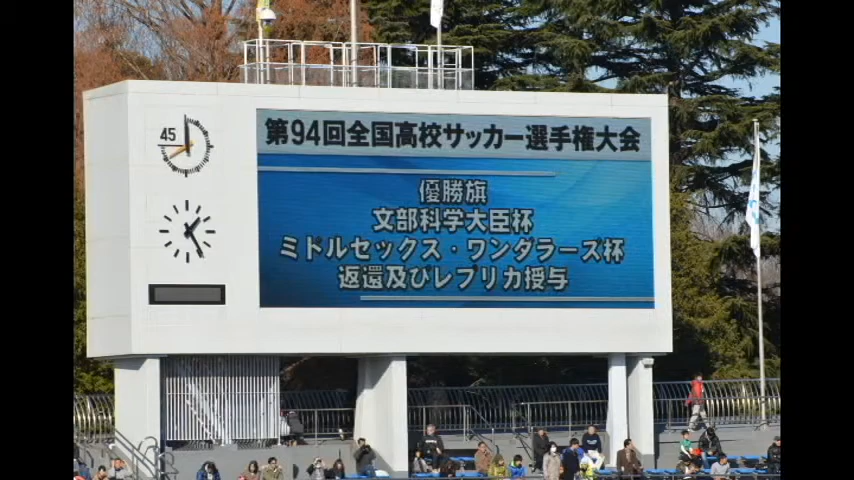 第94回全国高校サッカー選手権大会
優勝旗
文部科学大臣杯
ミドルセックス・ワンダラーズ杯
返還及びレプリカ授与
45